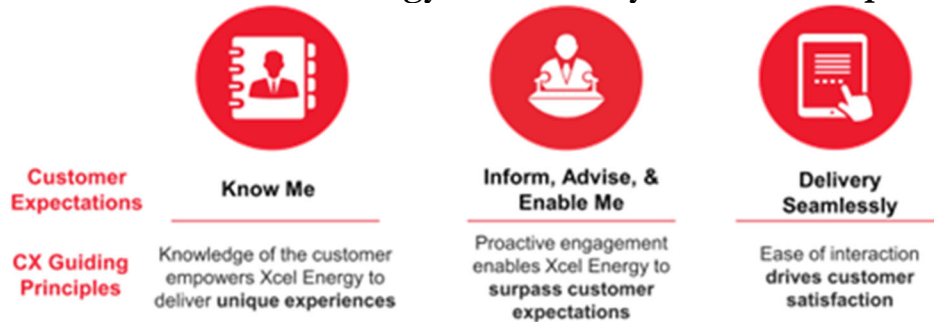 Customer
Expectations
Know Me
Inform, Advise, &
Enable Me
Delivery
Seamlessly
CX Guiding
Principles
Knowledge of the customer
empowers Xcel Energy to
deliver unique experiences
Proactive engagement
enables Xcel Energy to
surpass customer
expectations
Ease of interaction
drives customer
satisfaction